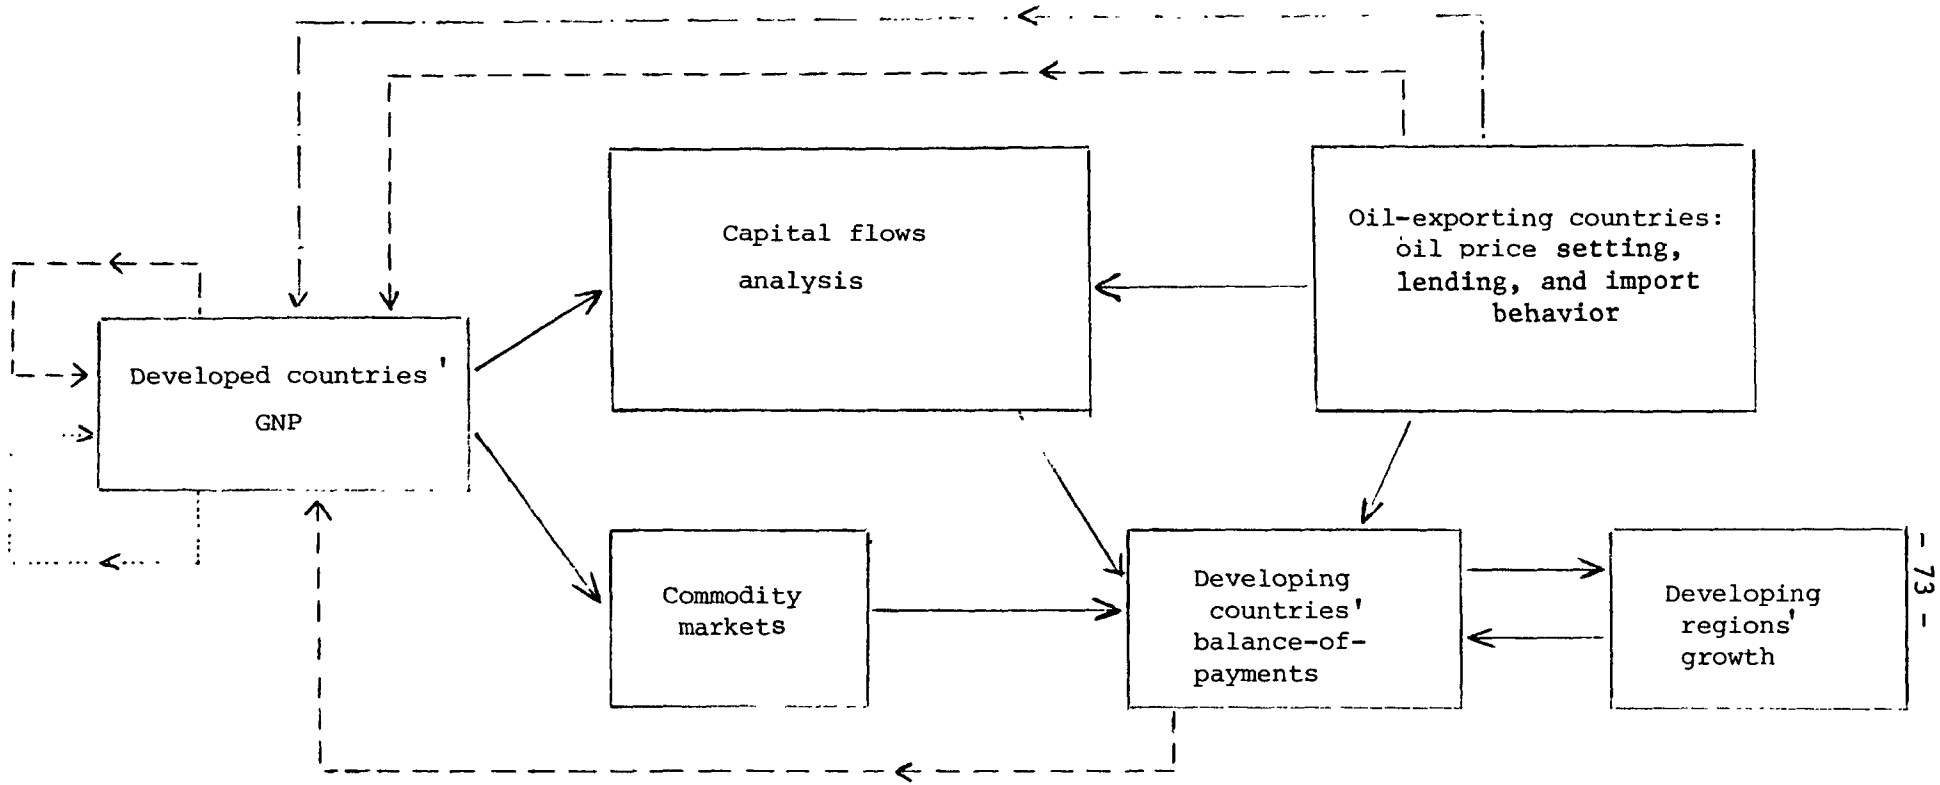 Capital flows
analysis
Oil-exporting countries:
oil price setting,
lending, and import
behavior
Developed countries'
GNP
Commodity
markets
Developing
countries'
balance-of-
payments
Developing
regions'
growth
- 73 -